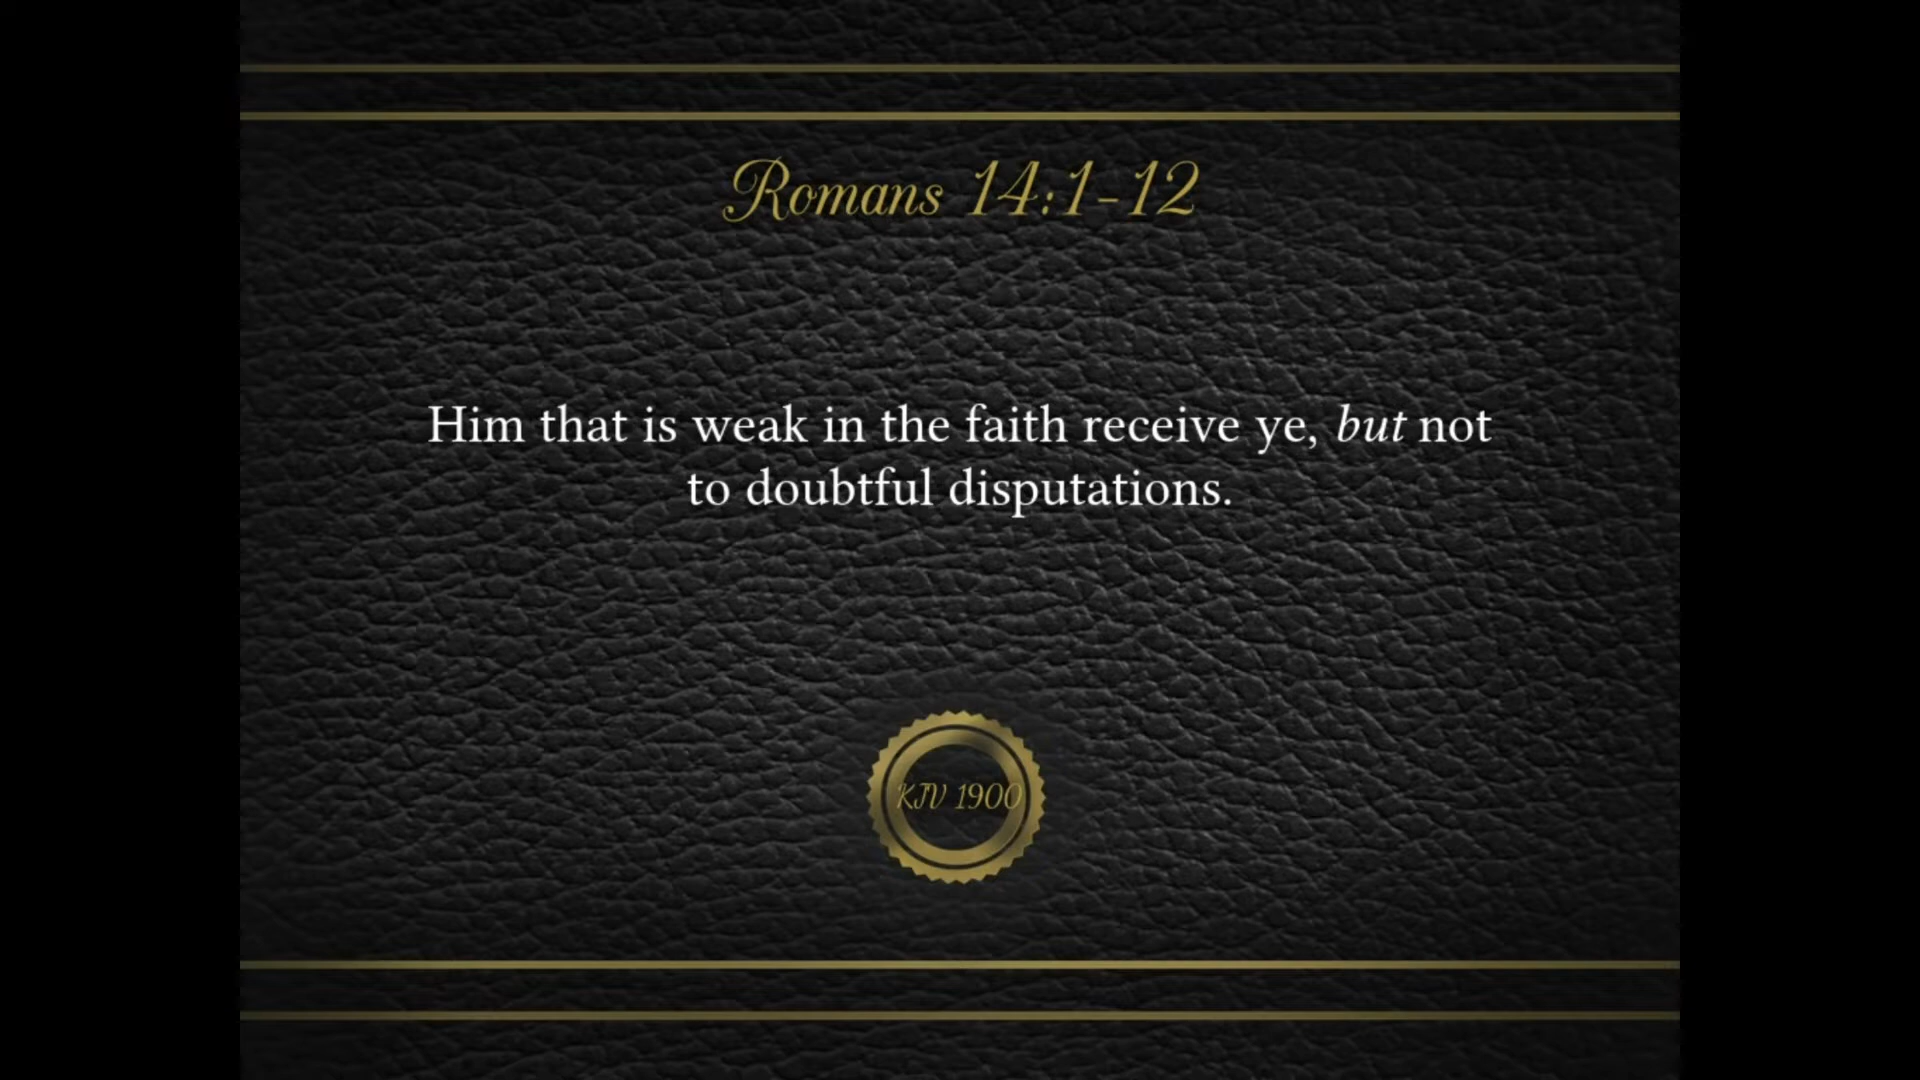 Romans 14:1-12
Him that is weak in the faith receive ye, but not
to doubtful disputations.
KJV 1900